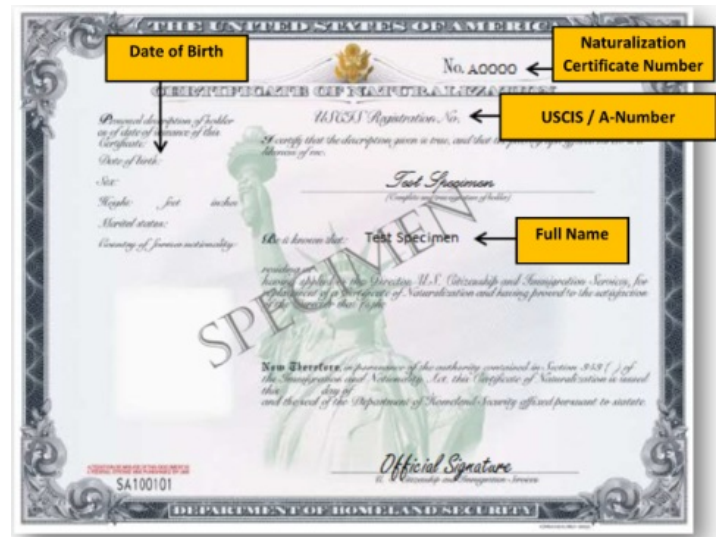 THE UNITED STATES OF AMERICA
Date of Birth
No. A0000
Naturalization
Certificate Number
CERTIFICATE OF NATURALIZATION
Personal description of holder
as of date of issuance of this
Certificate:
Date of birth:
Sex:
Height: feet inches
Marital status:
Country of former nationality:
USCIS Registration No.
USCIS / A-Number
I certify that the description given is true, and that the
likeness of me.
Test Specimen
(Complete and true signature of holder)
Be it known that: Test Specimen
Full Name
SPECIMEN
residing at:
having applied to the Director U.S. Citizenship and Immigration Services, for
replacement of a Certificate of Naturalization and having proved to the satisfaction
of the Director that
Now Therefore, in pursuance of the authority contained in Section 343 ( ) of
the Immigration and Nationality Act, this Certificate of Naturalization is issued
this day of
and the seal of the Department of Homeland Security affixed pursuant to statute.
SA100101
Official Signature
U. S. Citizenship and Immigration Services
DEPARTMENT OF HOMELAND SECURITY